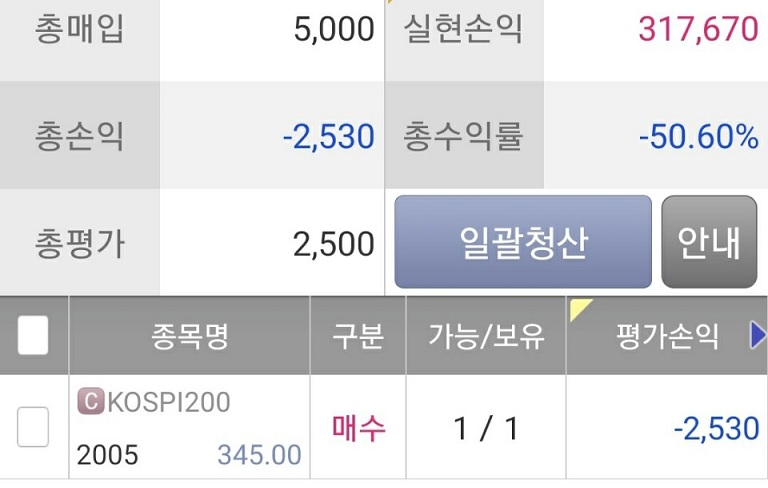 총매입 5,000 실현손익 317,670
총손익 -2,530 총수익률 -50.60%
총평가 2,500 일괄청산 안내
종목명 구분 가능/보유 평가손익
C KOSPI200 매수 1 / 1 -2,530
2005 345.00